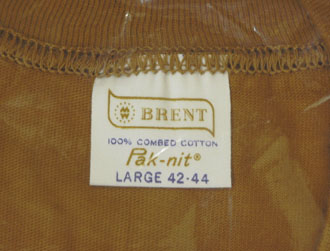 BRENT
100% COMBED COTTON
Pak-nit®
LARGE 42-44